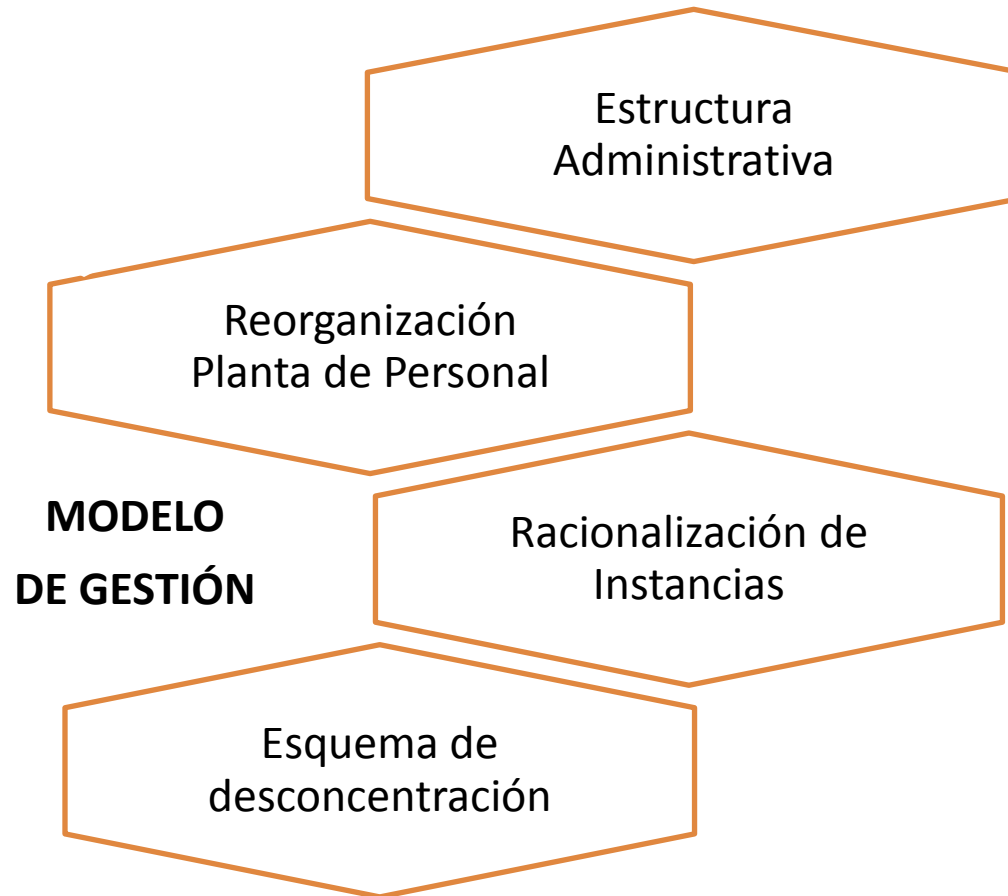 Estructura
Administrativa
Reorganización
Planta de Personal
MODELO
DE GESTIÓN
Racionalización de
Instancias
Esquema de
desconcentración